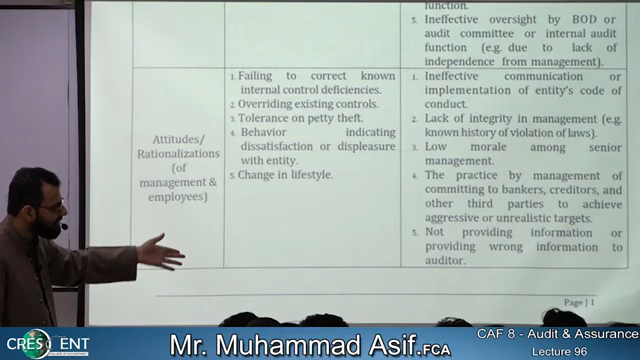 function.
5. Ineffective oversight by BOD or
audit committee or internal audit
function (e.g. due to lack of
independence from management).
Attitudes/
Rationalizations
(of
management &
employees)
1. Failing to correct known
internal control deficiencies.
2. Overriding existing controls.
3. Tolerance on petty theft.
4. Behavior indicating
dissatisfaction or displeasure
with entity.
5. Change in lifestyle.
1. Ineffective communication or
implementation of entity's code of
conduct.
2. Lack of integrity in management (e.g.
known history of violation of laws).
3. Low morale among senior
management.
4. The practice by management of
committing to bankers, creditors, and
other third parties to achieve
aggressive or unrealistic targets.
5. Not providing information or
providing wrong information to
auditor.
Page | 1
CRESCENT
Mr. Muhammad Asif.FCA
CAF 8 - Audit & Assurance
Lecture 96